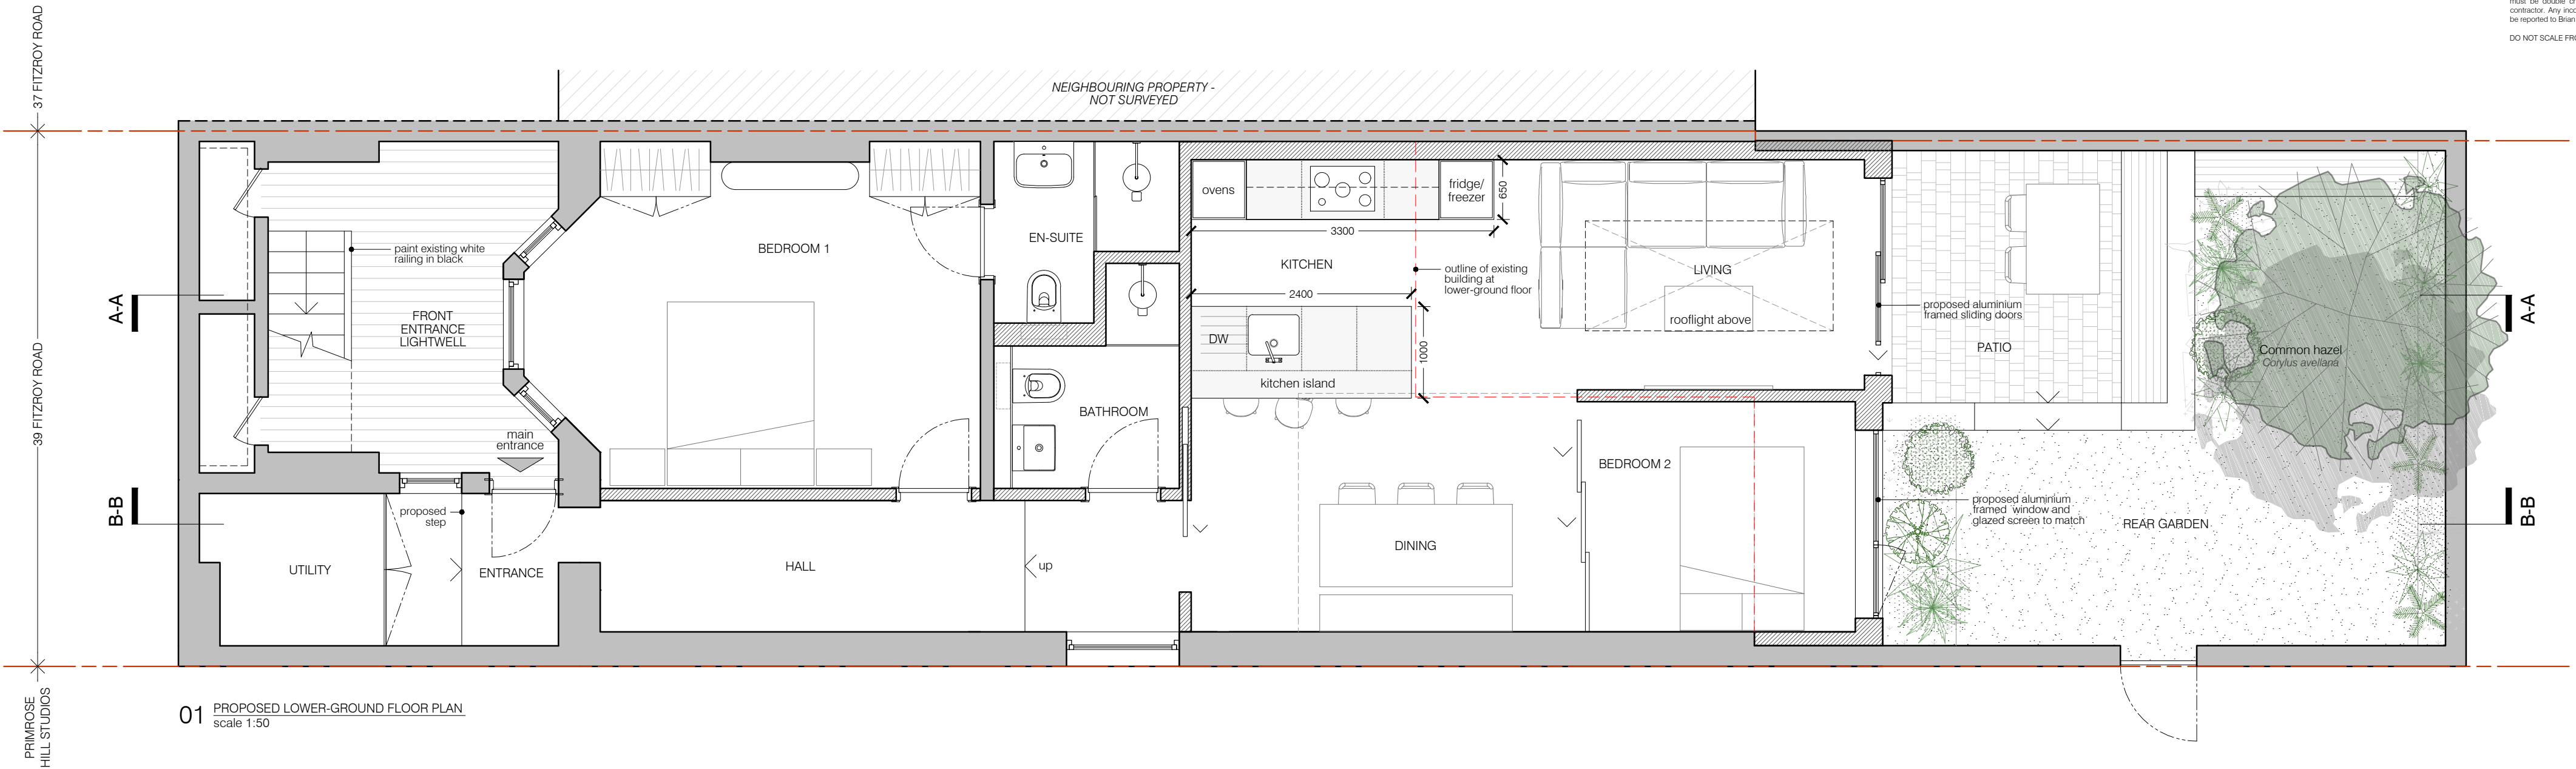 must be double
contractor. Any
be reported to Brian
DO NOT SCALE
37 FITZROY ROAD
39 FITZROY ROAD
PRIMROSE
HILL STUDIOS
NEIGHBOURING PROPERTY -
NOT SURVEYED
A-A
B-B
paint existing white
railing in black
FRONT
ENTRANCE
LIGHTWELL
main
entrance
proposed
step
UTILITY
ENTRANCE
BEDROOM 1
HALL
up
EN-SUITE
BATHROOM
ovens
fridge/
freezer
650
3300
KITCHEN
2400
DW
kitchen island
1000
outline of existing
building at
lower-ground floor
LIVING
rooflight above
DINING
BEDROOM 2
proposed aluminium
framed sliding doors
PATIO
proposed aluminium
framed window and
glazed screen to match
REAR GARDEN
Common hazel
Corylus avellana
A-A
B-B
01 PROPOSED LOWER-GROUND FLOOR PLAN
scale 1:50